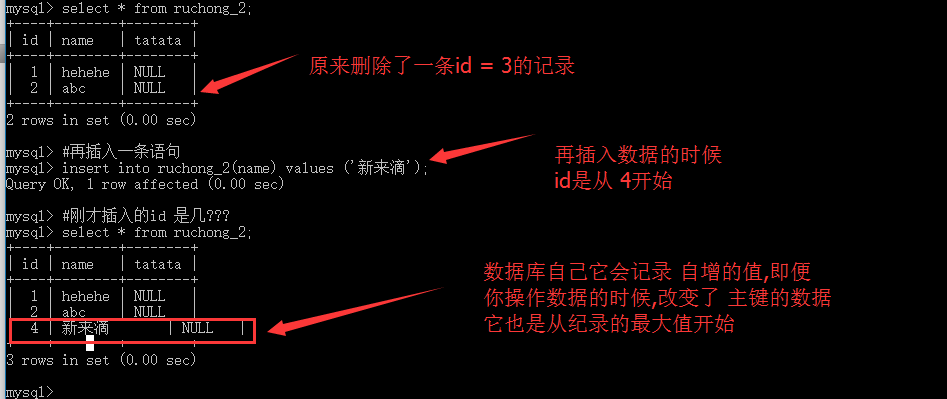 mysql> select * from ruchong_2;
+----+--------+--------+
| id | name | tatata |
+----+--------+--------+
| 1 | hehehe | NULL |
| 2 | abc | NULL |
+----+--------+--------+
2 rows in set (0.00 sec)
原来删除了一条id = 3的记录
mysql> #再插入一条语句
mysql> insert into ruchong_2(name) values ('新来滴');
Query OK, 1 row affected (0.00 sec)
再插入数据的时候
id是从 4开始
mysql> #刚才插入的id 是几???
mysql> select * from ruchong_2;
+----+--------+--------+
| id | name | tatata |
+----+--------+--------+
| 1 | hehehe | NULL |
| 2 | abc | NULL |
| 4 | 新来滴 | NULL |
+----+--------+--------+
3 rows in set (0.00 sec)
数据库自己它会记录 自增的值,即便
你操作数据的时候,改变了 主键的数据
它也是从纪录的最大值开始
mysql>